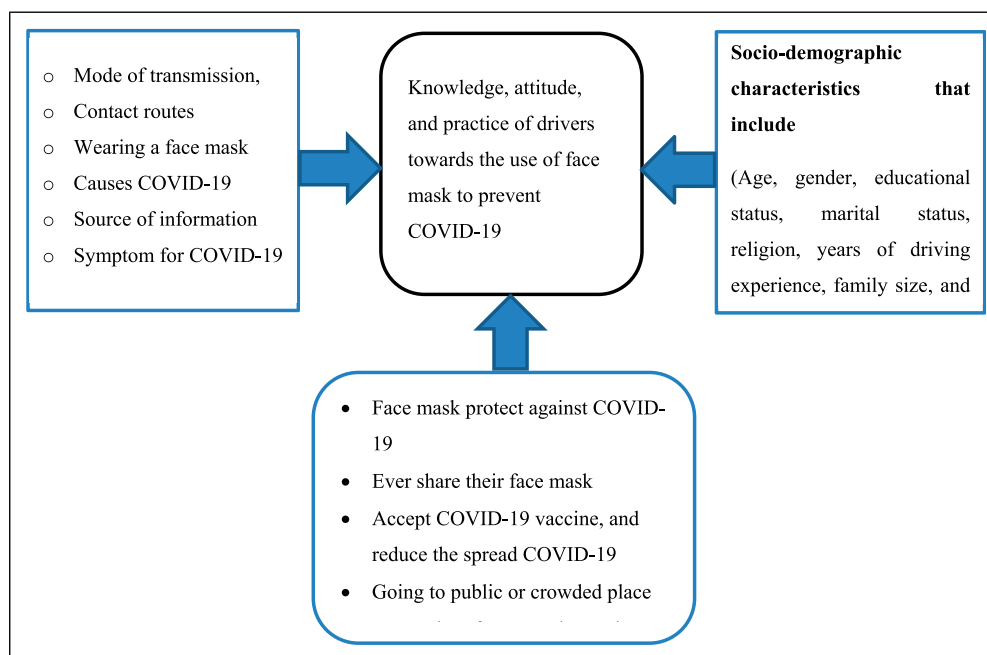 Mode of transmission,
Contact routes
Wearing a face mask
Causes COVID-19
Source of information
Symptom for COVID-19
Knowledge, attitude,
and practice of drivers
towards the use of face
mask to prevent
COVID-19
Socio-demographic
characteristics that
include
(Age, gender, educational
status, marital status,
religion, years of driving
experience, family size, and
Face mask protect against COVID-
19
Ever share their face mask
Accept COVID-19 vaccine, and
reduce the spread COVID-19
Going to public or crowded place